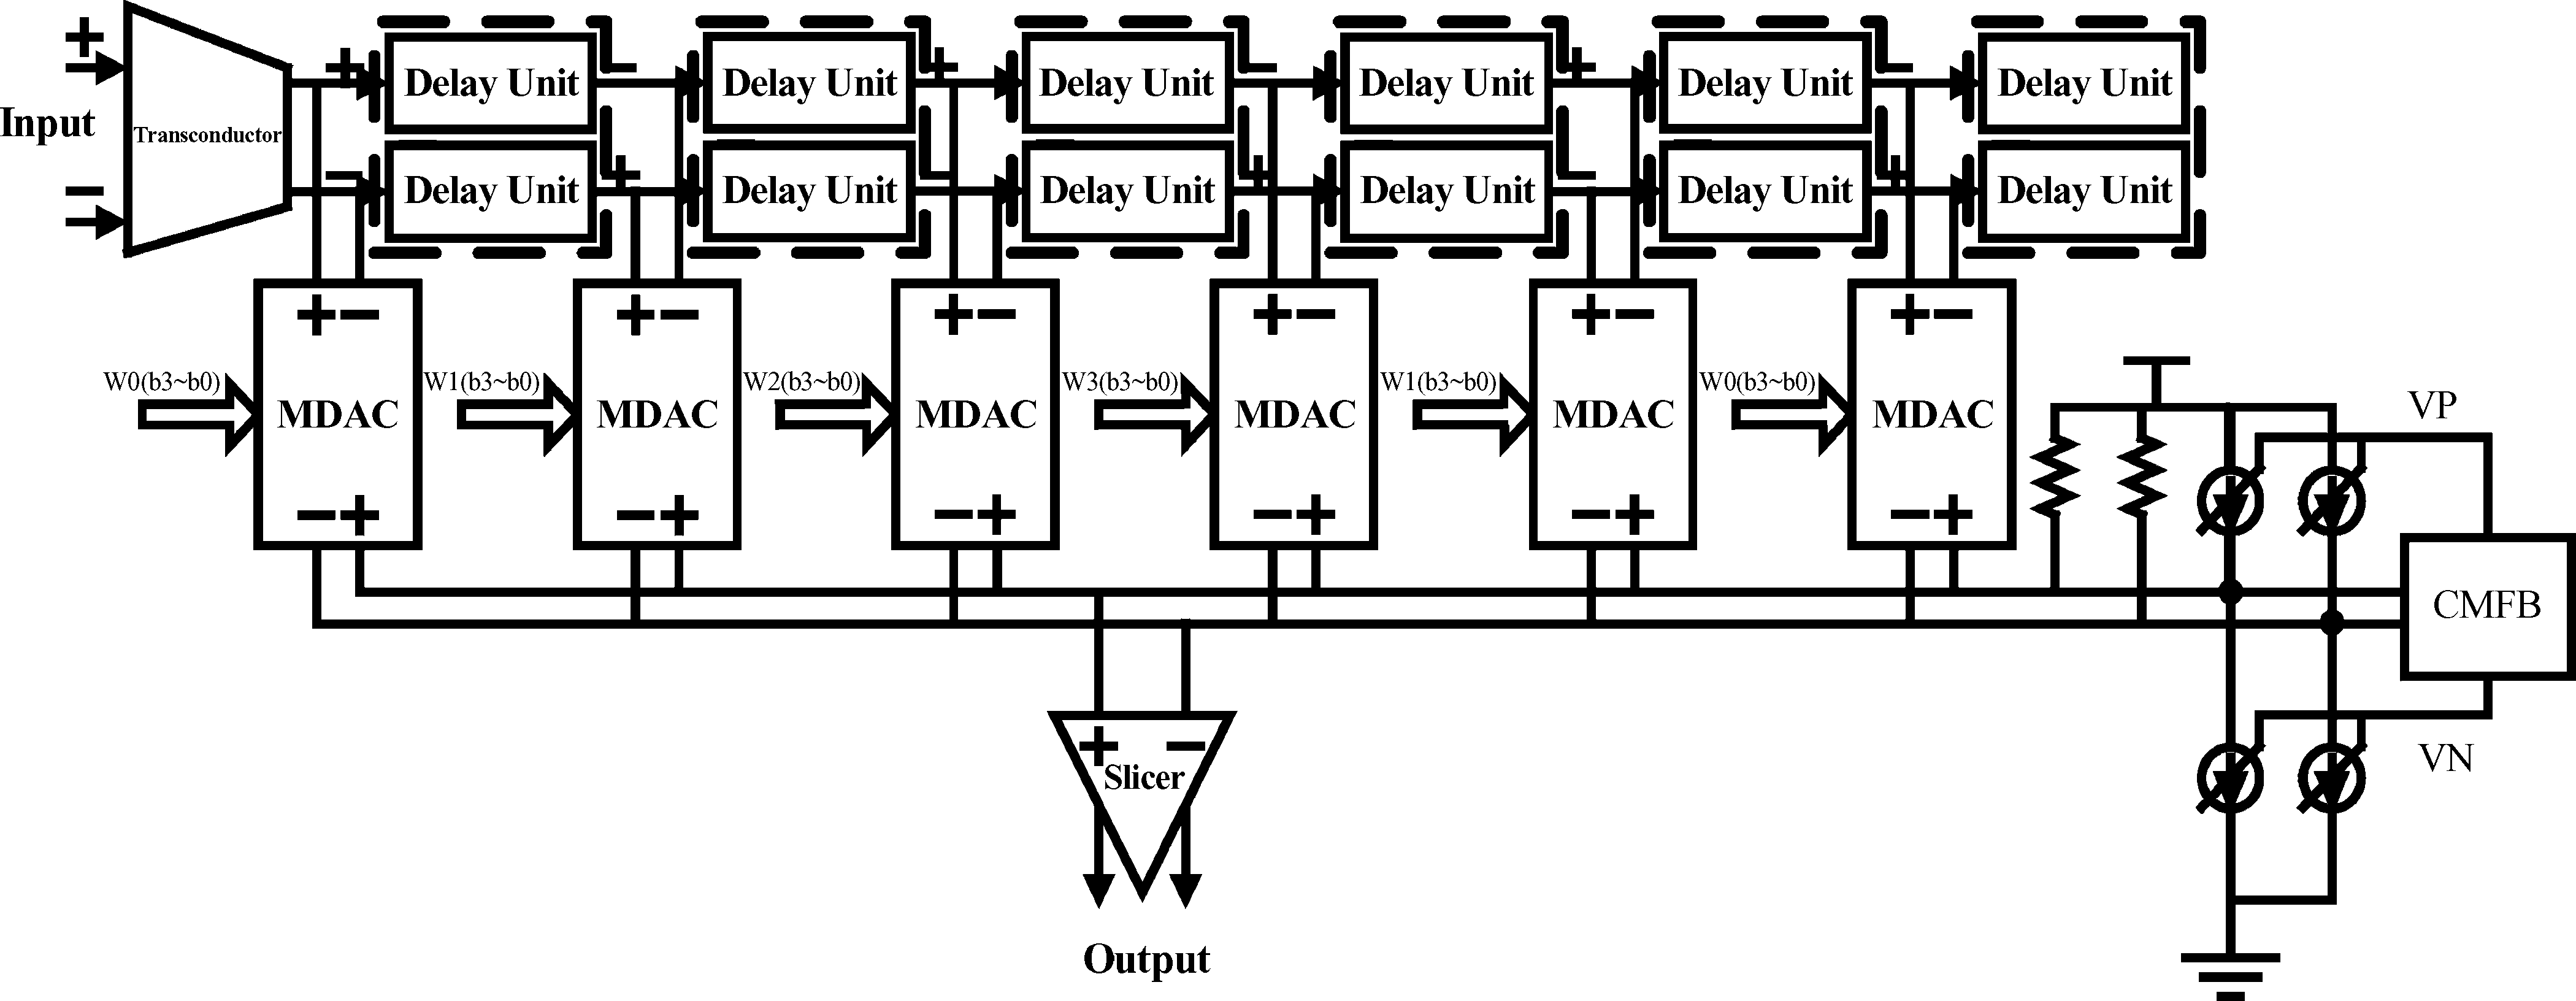 Delay Unit Delay Unit Delay Unit Delay Unit Delay Unit Delay Unit
+
Input
−
Transconductor
+ − + − + −
− + − + − +
Delay Unit Delay Unit Delay Unit Delay Unit Delay Unit Delay Unit
+ − + − + − + − + − + −
W0(b3~b0) W1(b3~b0) W2(b3~b0) W3(b3~b0) W1(b3~b0) W0(b3~b0)
MDAC MDAC MDAC MDAC MDAC MDAC
VP
− + − + − + − + − + − +
CMFB
+ −
Slicer
VN
Output